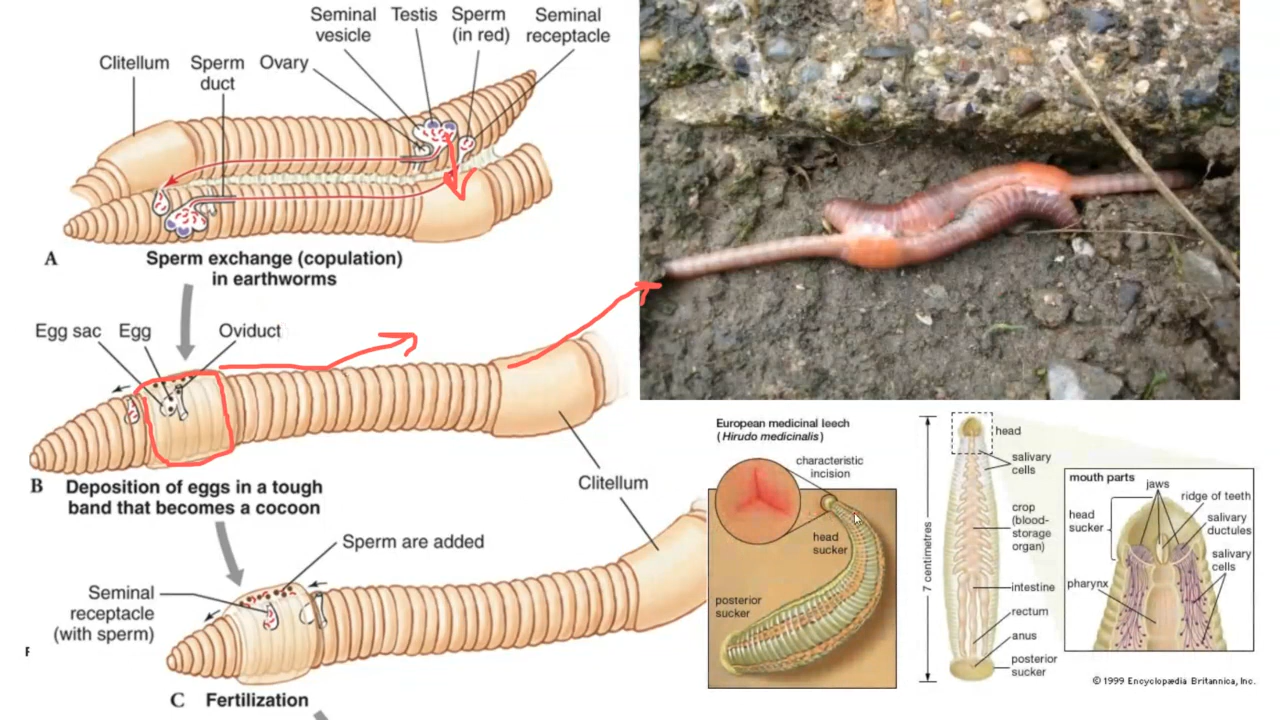 Seminal
vesicle
Testis
Sperm
(in red)
Seminal
receptacle
Clitellum
Sperm
duct
Ovary
A
Sperm exchange (copulation)
in earthworms
Egg sac
Egg
Oviduct
B
Deposition of eggs in a tough
band that becomes a cocoon
Clitellum
Sperm are added
Seminal
receptacle
(with sperm)
F
C
Fertilization
European medicinal leech
(Hirudo medicinalis)
characteristic
incision
head
sucker
posterior
sucker
7 centimetres
head
salivary
cells
crop
(blood-
storage
organ)
intestine
rectum
anus
posterior
sucker
mouth parts
jaws
ridge of teeth
head
sucker
salivary
ductules
salivary
cells
pharynx
© 1999 Encyclopædia Britannica, Inc.